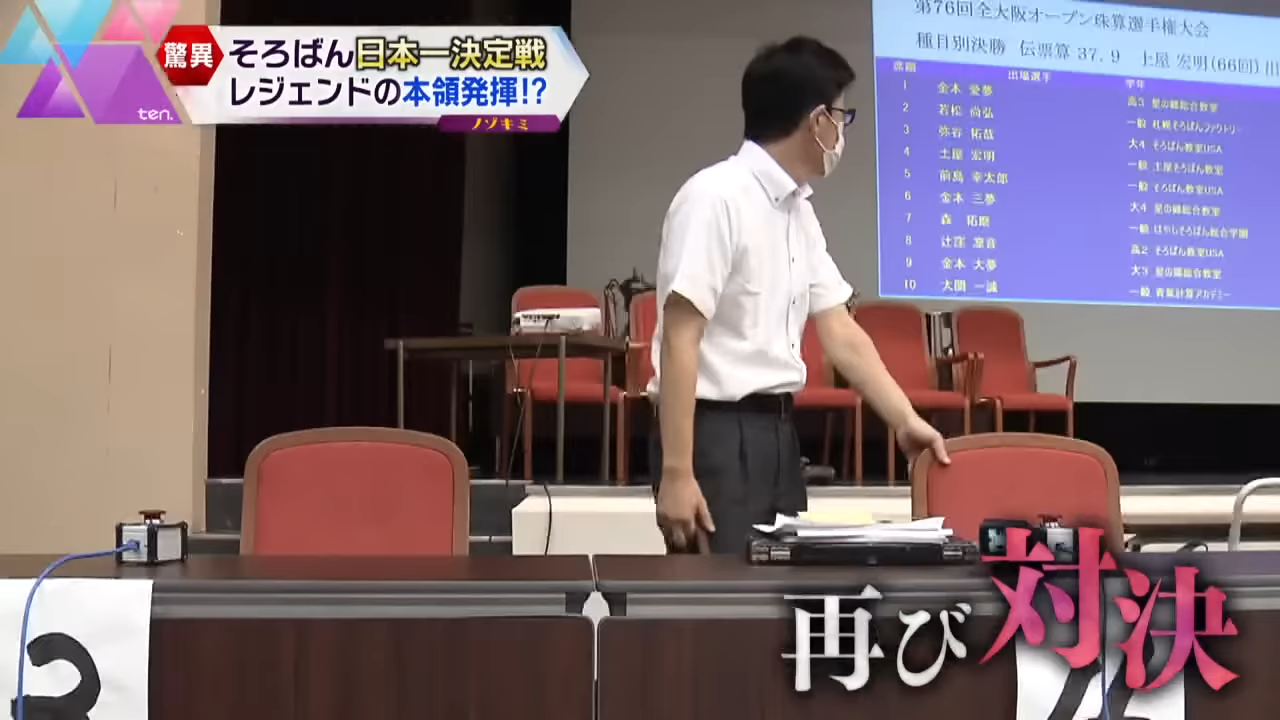 ten.
驚異
そろばん日本一決定戦
レジェンドの本領発揮!?
ノゾキミ
第76回全大阪オープン珠算選手権大会
種目別決勝 伝票算 37.9 土屋 宏明(66回)
席順 出場選手 学年
1 金本 愛夢 高3 星の郷総合教室
2 若松 尚弘 一般 札幌そろばんファクトリー
3 弥谷 拓哉 大4 そろばん教室USA
4 土屋 宏明 一般 土屋そろばん教室
5 前島 幸太郎 一般 そろばん教室USA
6 金本 三夢 大4 星の郷総合教室
7 森 拓磨 一般 はやしそろばん総合学園
8 辻窪 凛音 高2 そろばん教室USA
9 金本 大夢 大3 星の郷総合教室
10 大関 一誠 一般 青葉計算アカデミー
再び対決
3